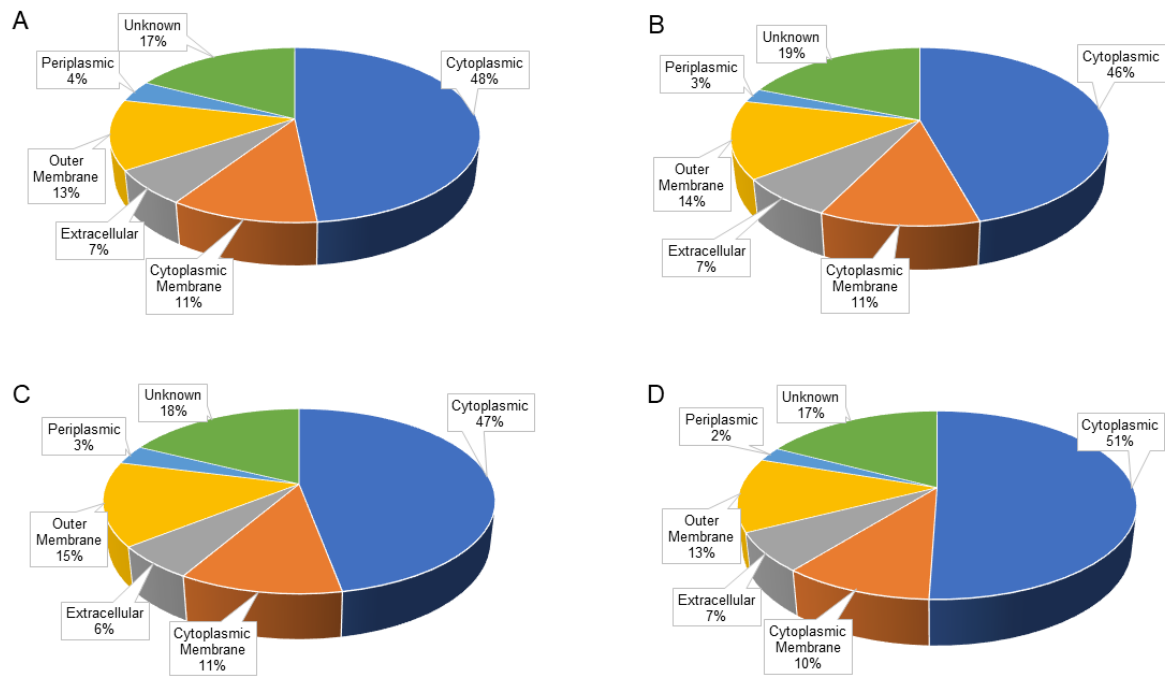 A
Unknown
17%
Periplasmic
4%
Cytoplasmic
48%
Outer
Membrane
13%
Extracellular
7%
Cytoplasmic
Membrane
11%
B
Unknown
19%
Periplasmic
3%
Cytoplasmic
46%
Outer
Membrane
14%
Extracellular
7%
Cytoplasmic
Membrane
11%
C
Unknown
18%
Periplasmic
3%
Cytoplasmic
47%
Outer
Membrane
15%
Extracellular
6%
Cytoplasmic
Membrane
11%
D
Unknown
17%
Periplasmic
2%
Cytoplasmic
51%
Outer
Membrane
13%
Extracellular
7%
Cytoplasmic
Membrane
10%